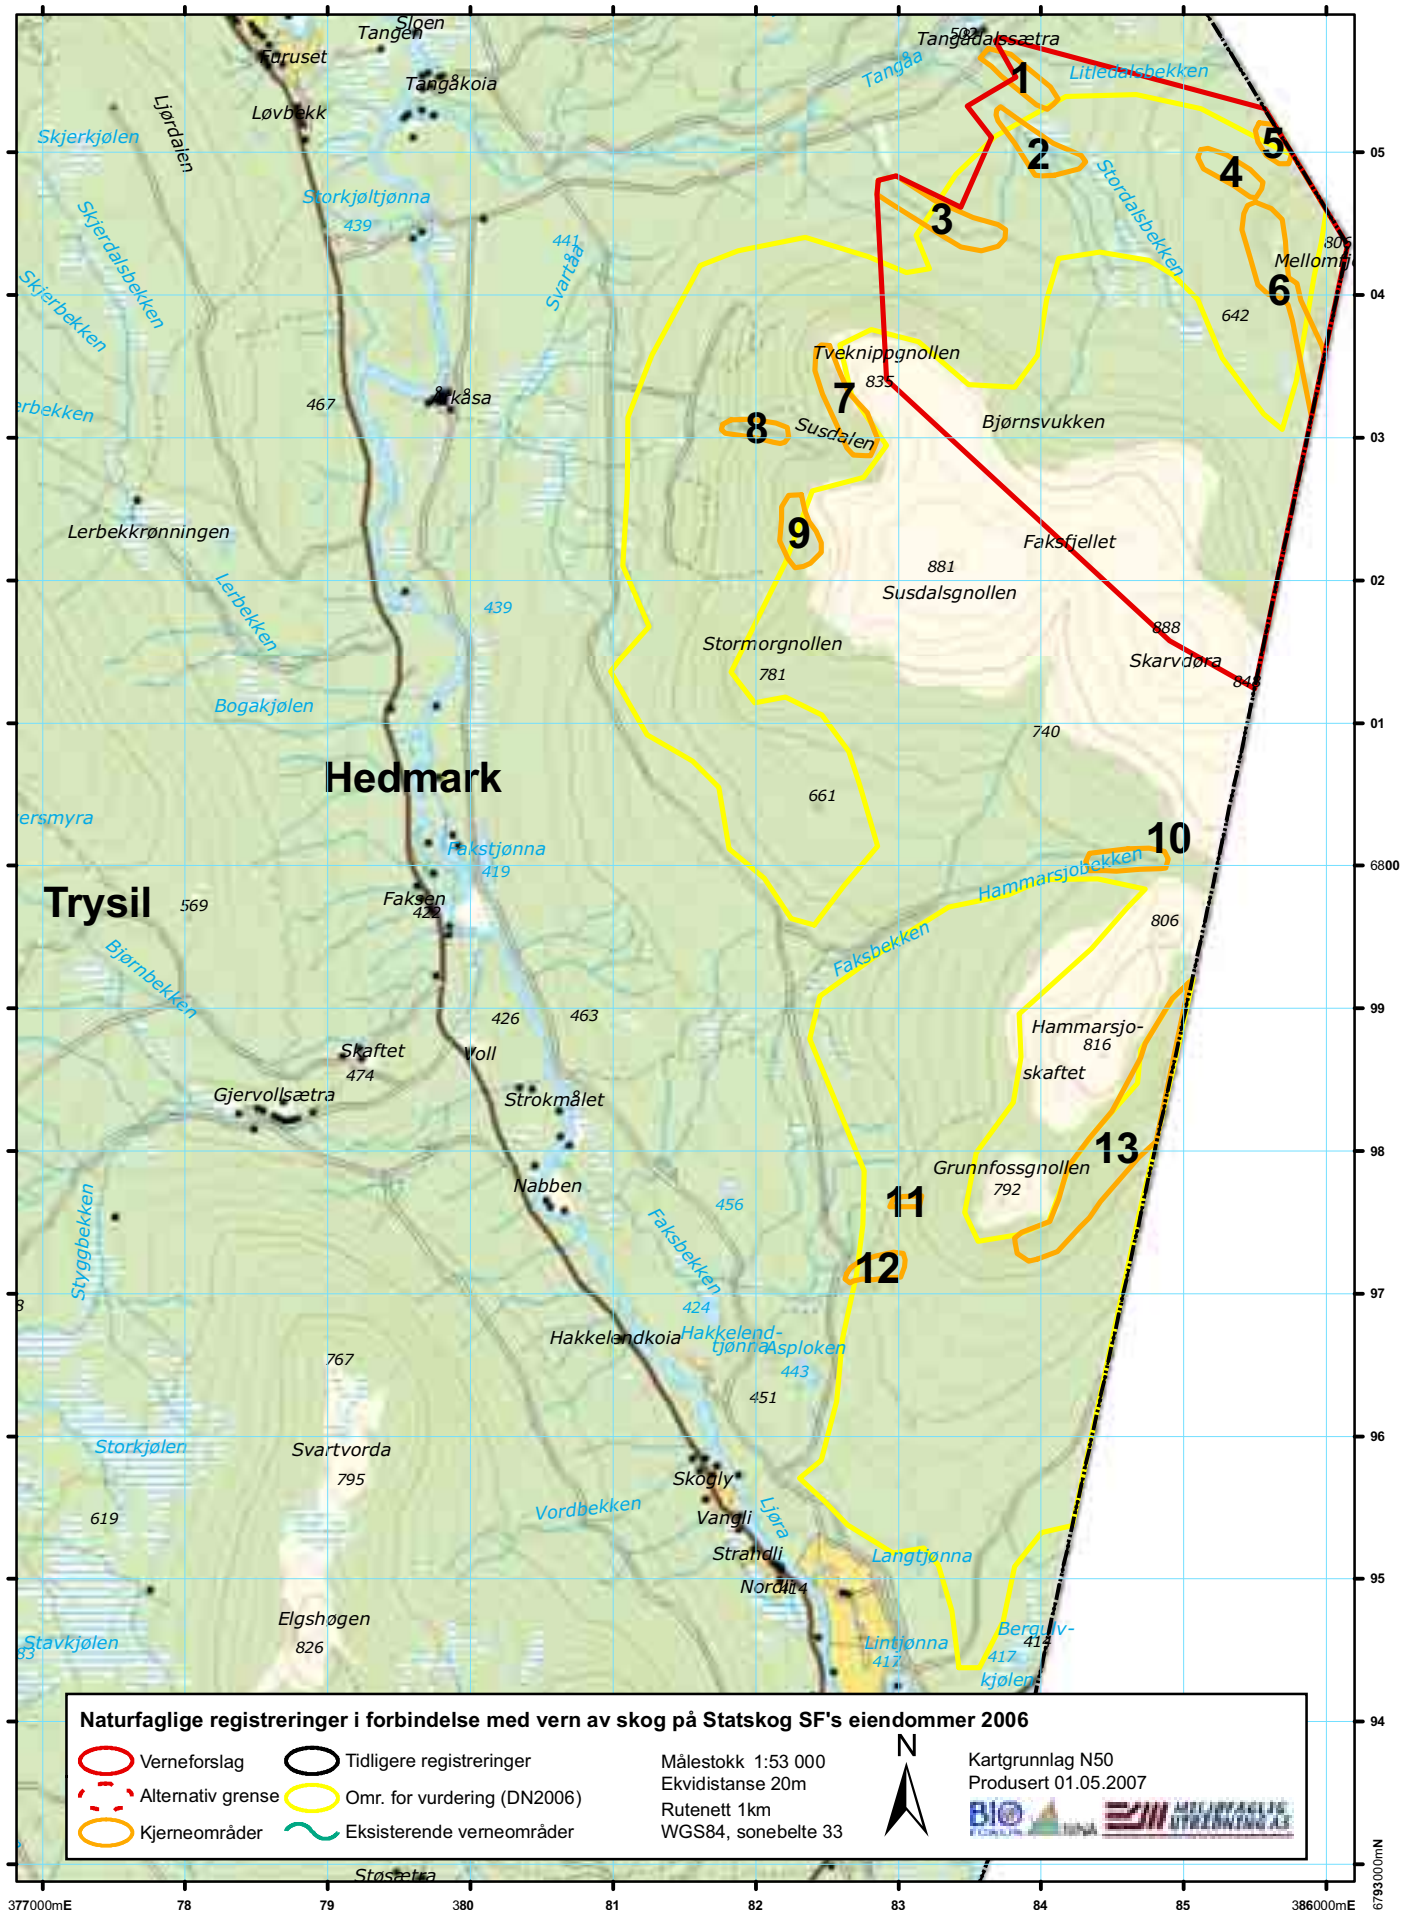 Sloen
Tangen
Furuset
Tangåkoia
Løvbekk
Ljørdalen
Skjerkjølen
Tangådalssætra
Tangåa
Litledalsbekken
1
2
3
4
5
05
Storkjøltjønna
439
441
Svartåa
Skjerdalsbekken
Skjerbekken
Stordalsbekken
806
6
04
642
Tveknippgnollen
835
467
7
8
Susdalen
Bjørnsvukken
03
Lerbekkrønningen
9
Faksfjellet
881
02
Susdalsgnollen
Lerbekken
439
Stormorgnollen
781
888
Skarvdøra
848
Bogakjølen
01
740
Hedmark
661
ersmyra
Fakstjønna
419
10
Hammarsjobekken
6800
Trysil
569
Faksen
422
806
Bjørnbekken
Faksbekken
99
426
463
Hammarsjo-
816
skaftet
Skaftet
474
Voll
Gjervollsætra
Strokmålet
13
98
Grunnfossgnollen
792
Nabben
11
456
Styggbekken
Faksbekken
12
97
424
Hakkelendkoia
Hakkelend-
tjønna
Asploken
443
767
451
Storkjølen
Svartvorda
96
795
Skogly
619
Vordbekken
Vangli
Ljøra
Strandli
Langtjønna
Nordli
414
95
Elgshøgen
826
Stavkjølen
83
Lintjønna
417
Bergulv-
414
417
kjølen
94
Naturfaglige registreringer i forbindelse med vern av skog på Statskog SF's eiendommer 2006
Verneforslag
Alternativ grense
Kjerneområder
Tidligere registreringer
Omr. for vurdering (DN2006)
Eksisterende verneområder
Målestokk 1:53 000
Ekvidistanse 20m
Rutenett 1km
WGS84, sonebelte 33
N
Kartgrunnlag N50
Produsert 01.05.2007
BIO
Støsætra
6793000mN
377000mE
78
79
380
81
82
83
84
85
386000mE